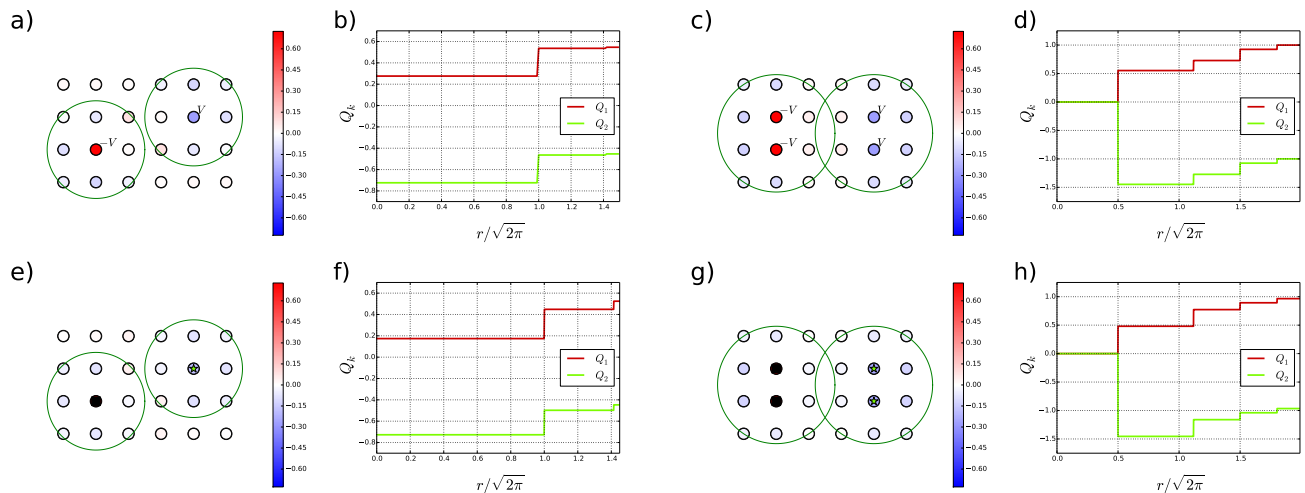 a)
V
−V
0.60
0.45
0.30
0.15
0.00
−0.15
−0.30
−0.45
−0.60
b)
Q_k
0.6
0.4
0.2
0.0
−0.2
−0.4
−0.6
−0.8
Q_1
Q_2
0.0 0.2 0.4 0.6 0.8 1.0 1.2 1.4
r/√2π
c)
−V V
−V V
0.60
0.45
0.30
0.15
0.00
−0.15
−0.30
−0.45
−0.60
d)
Q_k
1.0
0.5
0.0
−0.5
−1.0
−1.5
Q_1
Q_2
0.0 0.5 1.0 1.5
r/√2π
e)
0.60
0.45
0.30
0.15
0.00
−0.15
−0.30
−0.45
−0.60
f)
Q_k
0.6
0.4
0.2
0.0
−0.2
−0.4
−0.6
−0.8
Q_1
Q_2
0.0 0.2 0.4 0.6 0.8 1.0 1.2 1.4
r/√2π
g)
0.60
0.45
0.30
0.15
0.00
−0.15
−0.30
−0.45
−0.60
h)
Q_k
1.0
0.5
0.0
−0.5
−1.0
−1.5
Q_1
Q_2
0.0 0.5 1.0 1.5
r/√2π